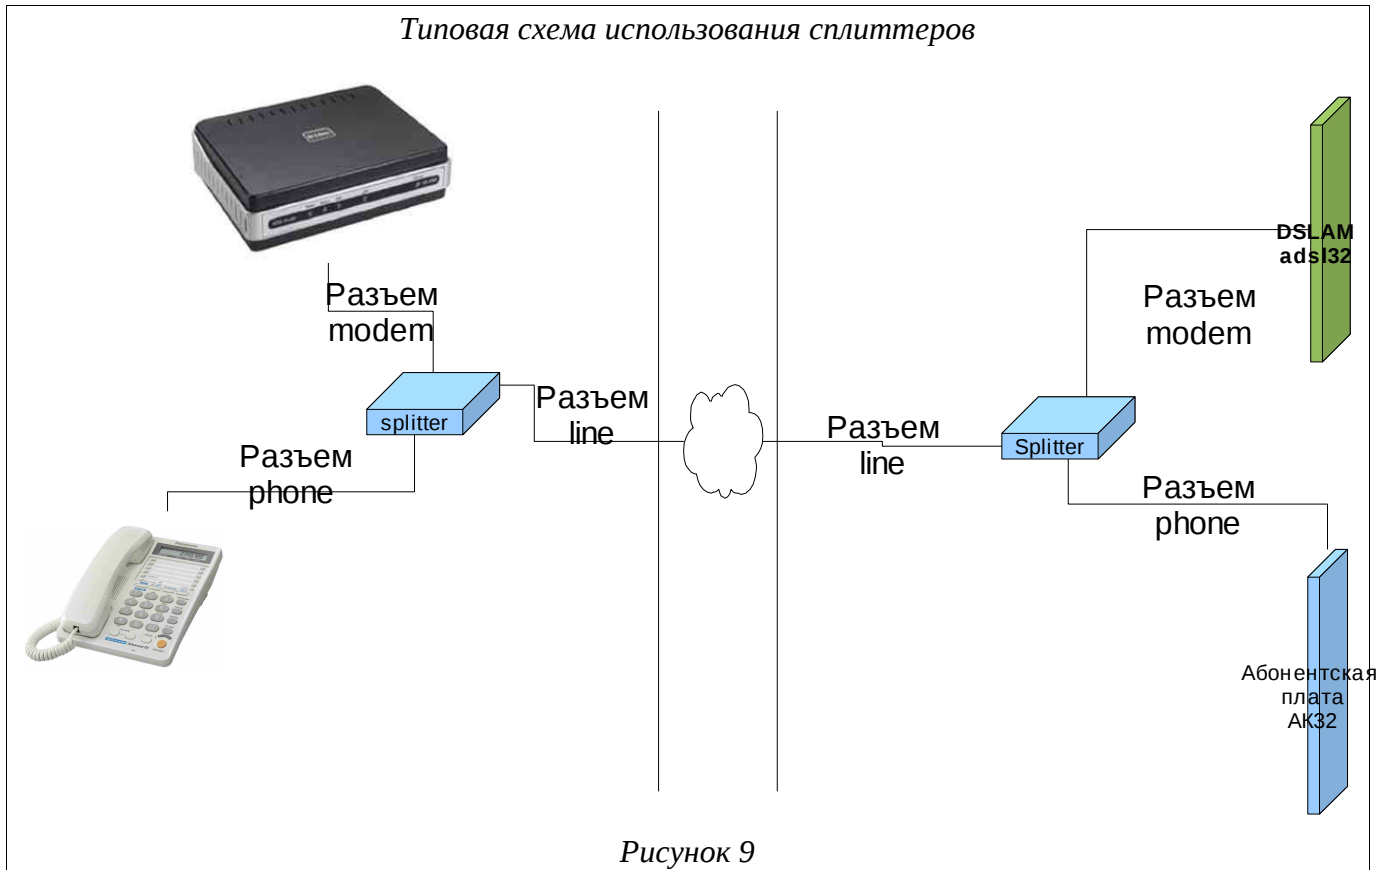 Типовая схема использования сплиттеров
DSLAM
adsl32
Разъем
modem
Разъем
modem
splitter
Разъем
line
Разъем
line
Splitter
Разъем
phone
Разъем
phone
Абонентская
плата
АК32
Рисунок 9